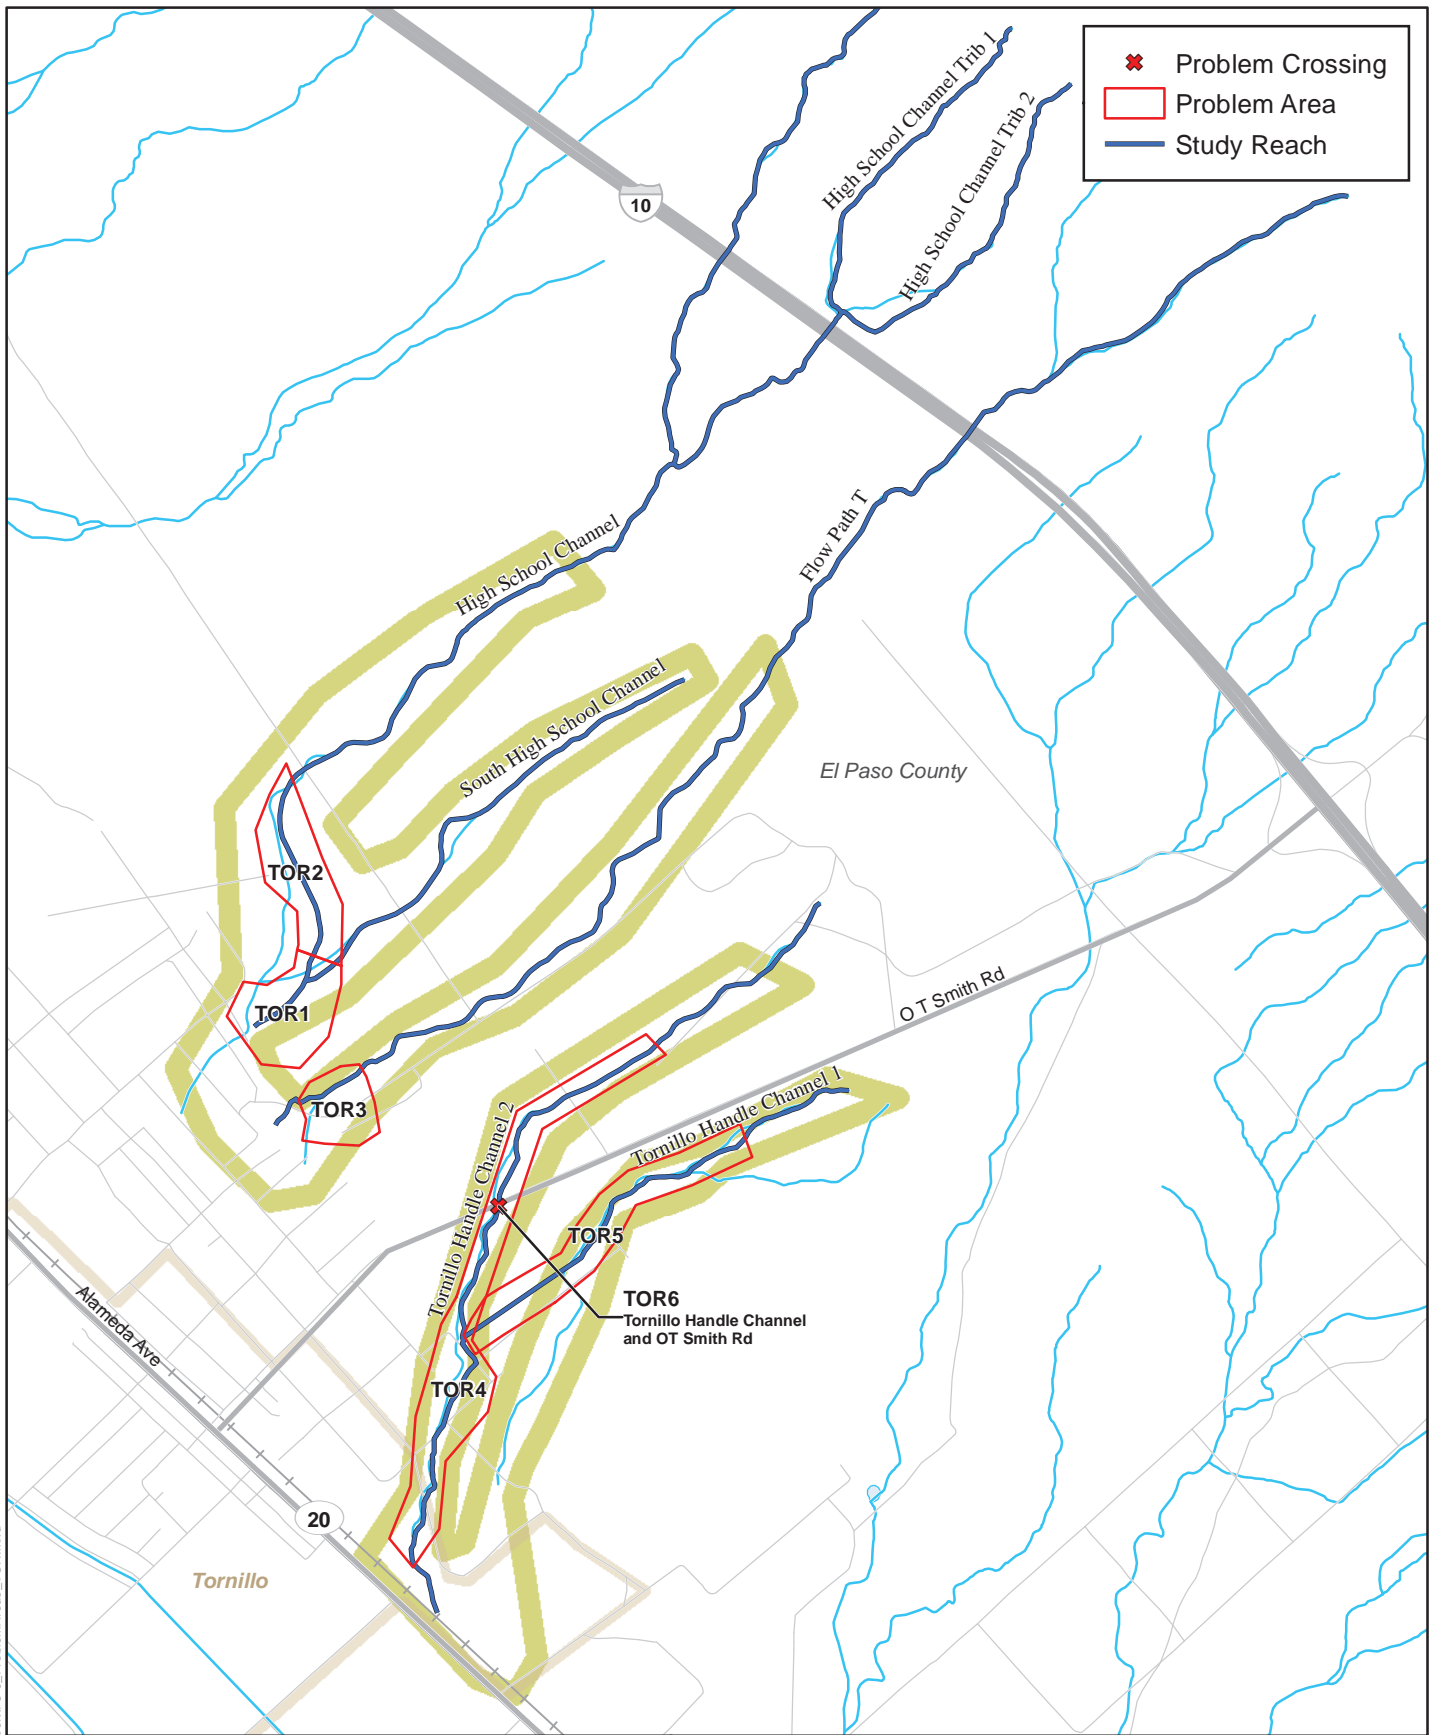 Problem Crossing
Problem Area
Study Reach
High School Channel Trib 1
High School Channel Trib 2
10
Flow Path T
High School Channel
South High School Channel
El Paso County
TOR2
TOR1
TOR3
O T Smith Rd
Tornillo Handle Channel 1
Tornillo Handle Channel 2
TOR5
TOR6
Tornillo Handle Channel
and OT Smith Rd
Alameda Ave
TOR4
20
Tornillo